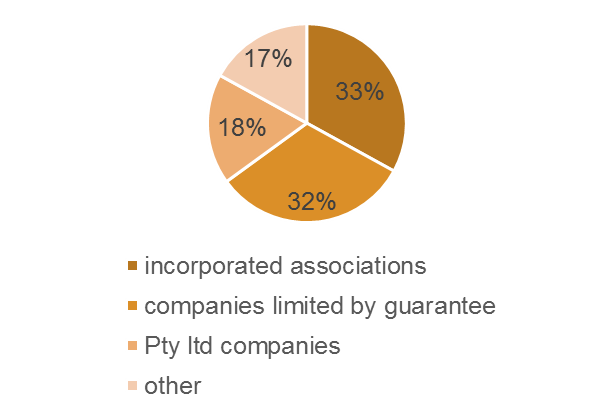 17%
33%
18%
32%
incorporated associations
companies limited by guarantee
Pty ltd companies
other